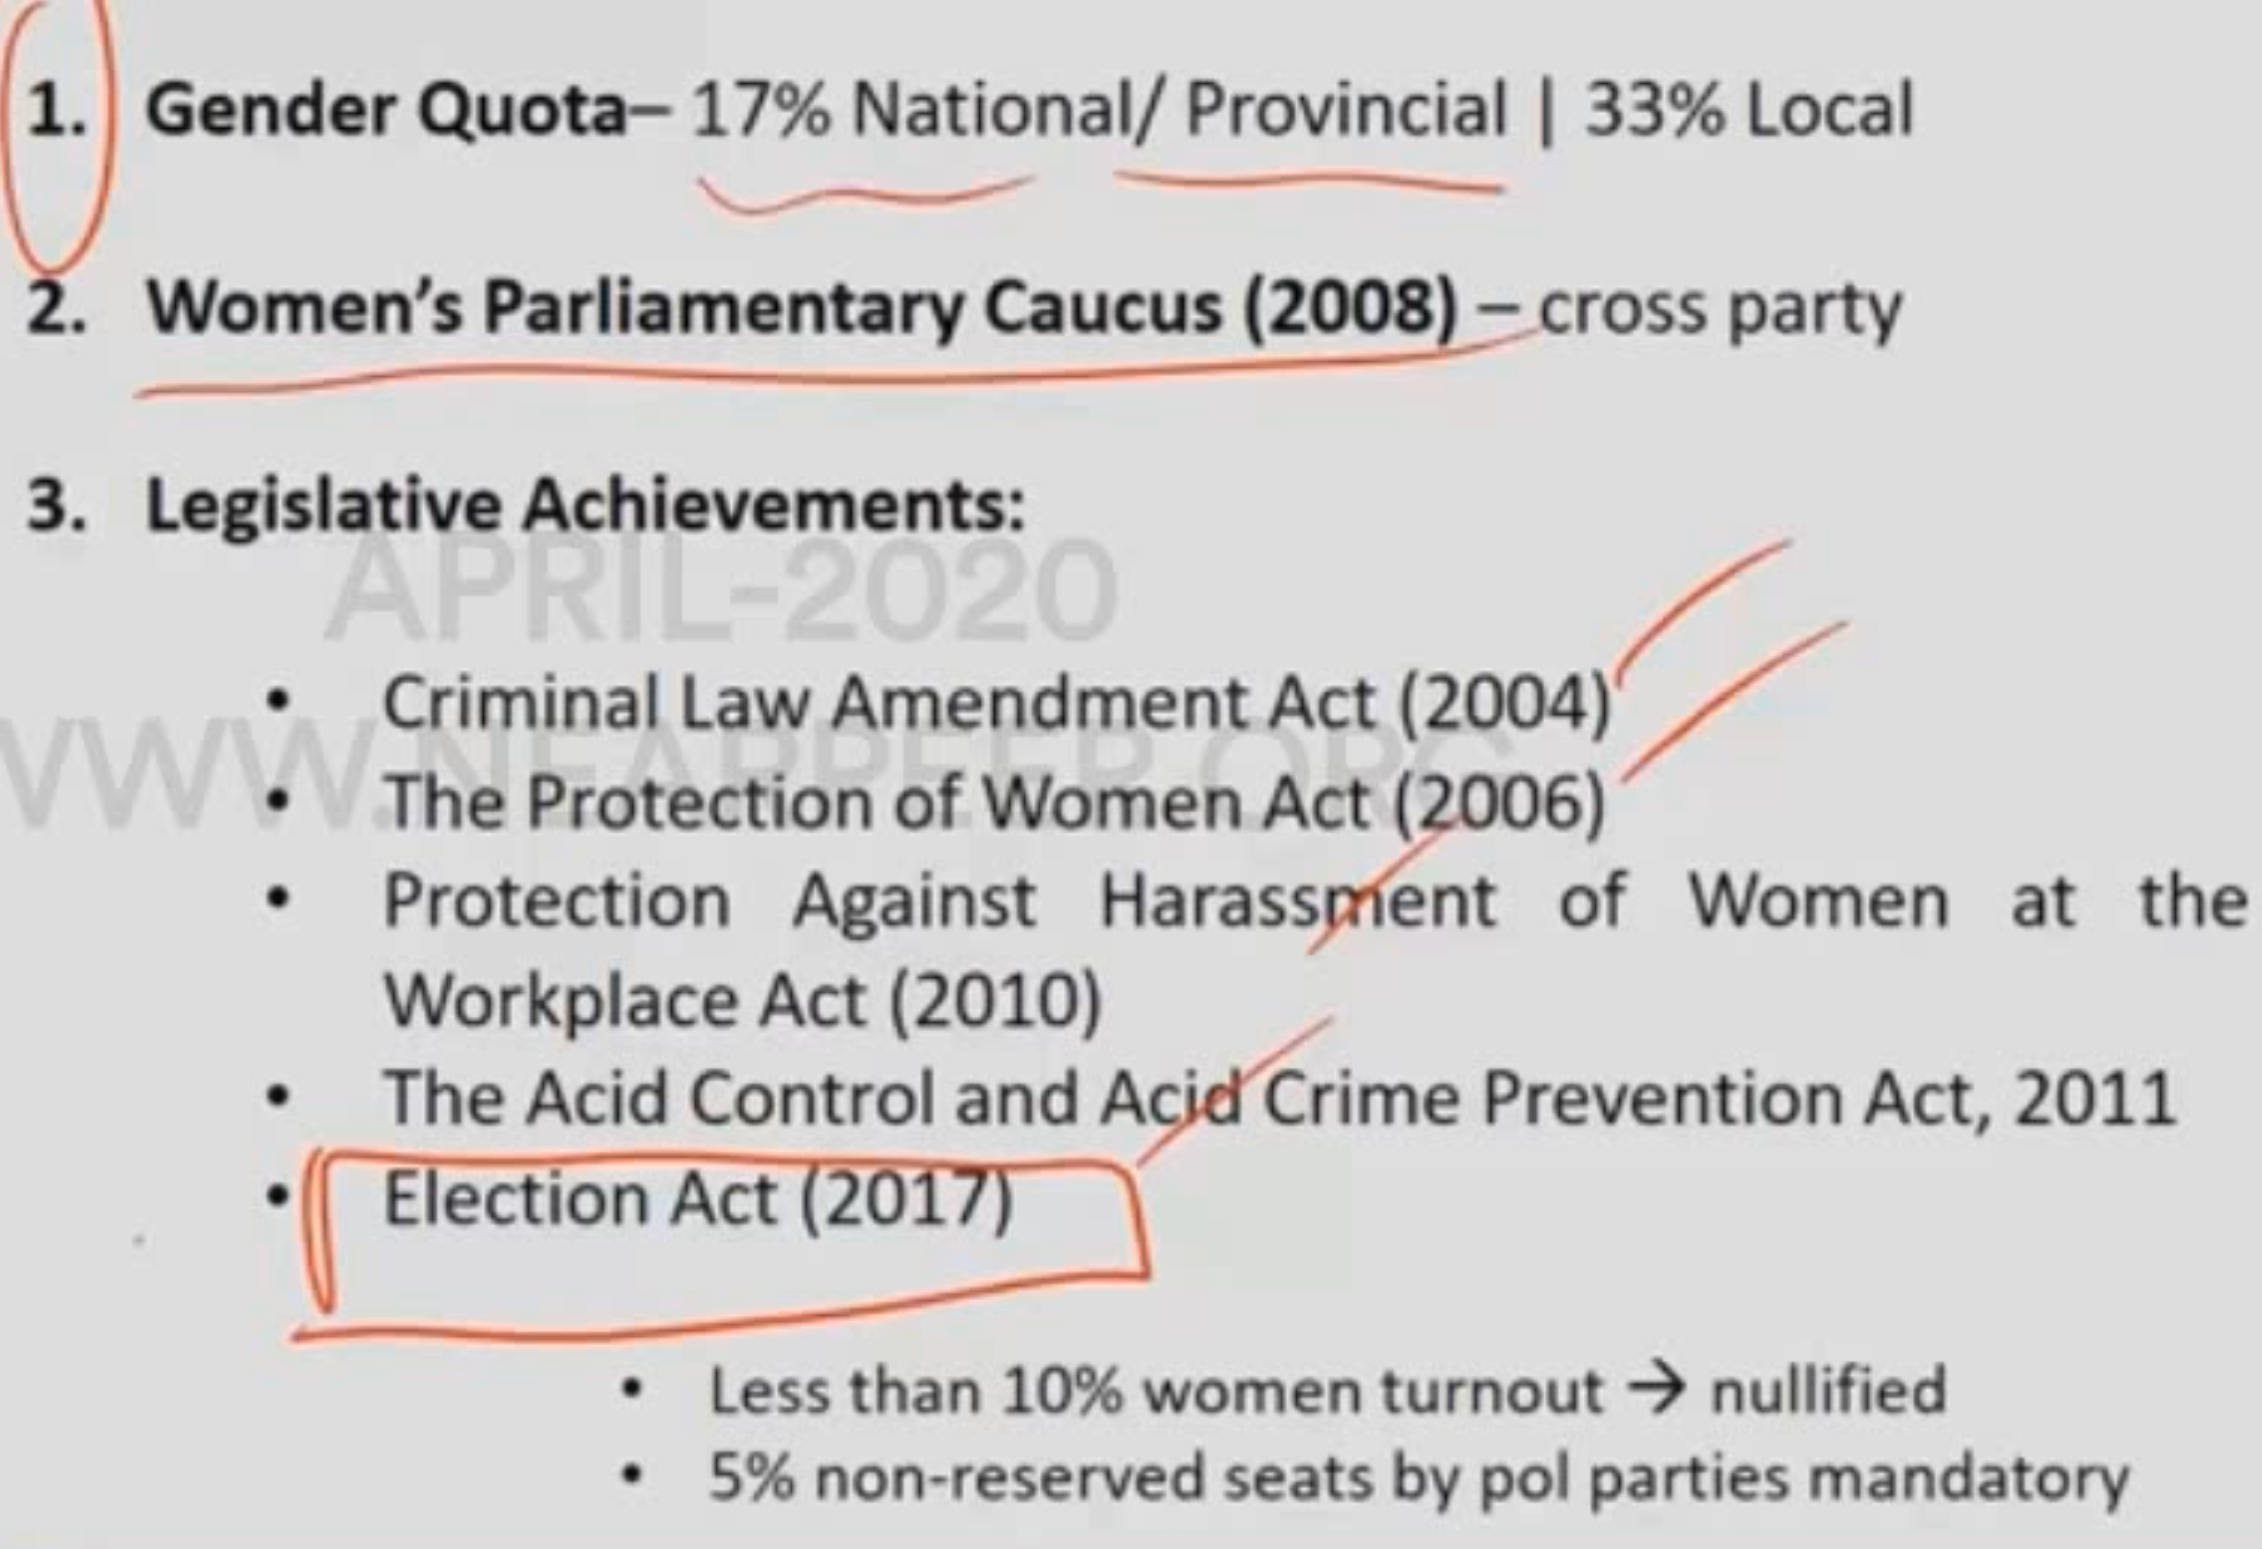 1. Gender Quota– 17% National/ Provincial | 33% Local
2. Women's Parliamentary Caucus (2008) – cross party
3. Legislative Achievements:
APRIL-2020
• Criminal Law Amendment Act (2004)
WWW.NEARPEER.ORG
• The Protection of Women Act (2006)
• Protection Against Harassment of Women at the
Workplace Act (2010)
• The Acid Control and Acid Crime Prevention Act, 2011
• Election Act (2017)
• Less than 10% women turnout → nullified
• 5% non-reserved seats by pol parties mandatory